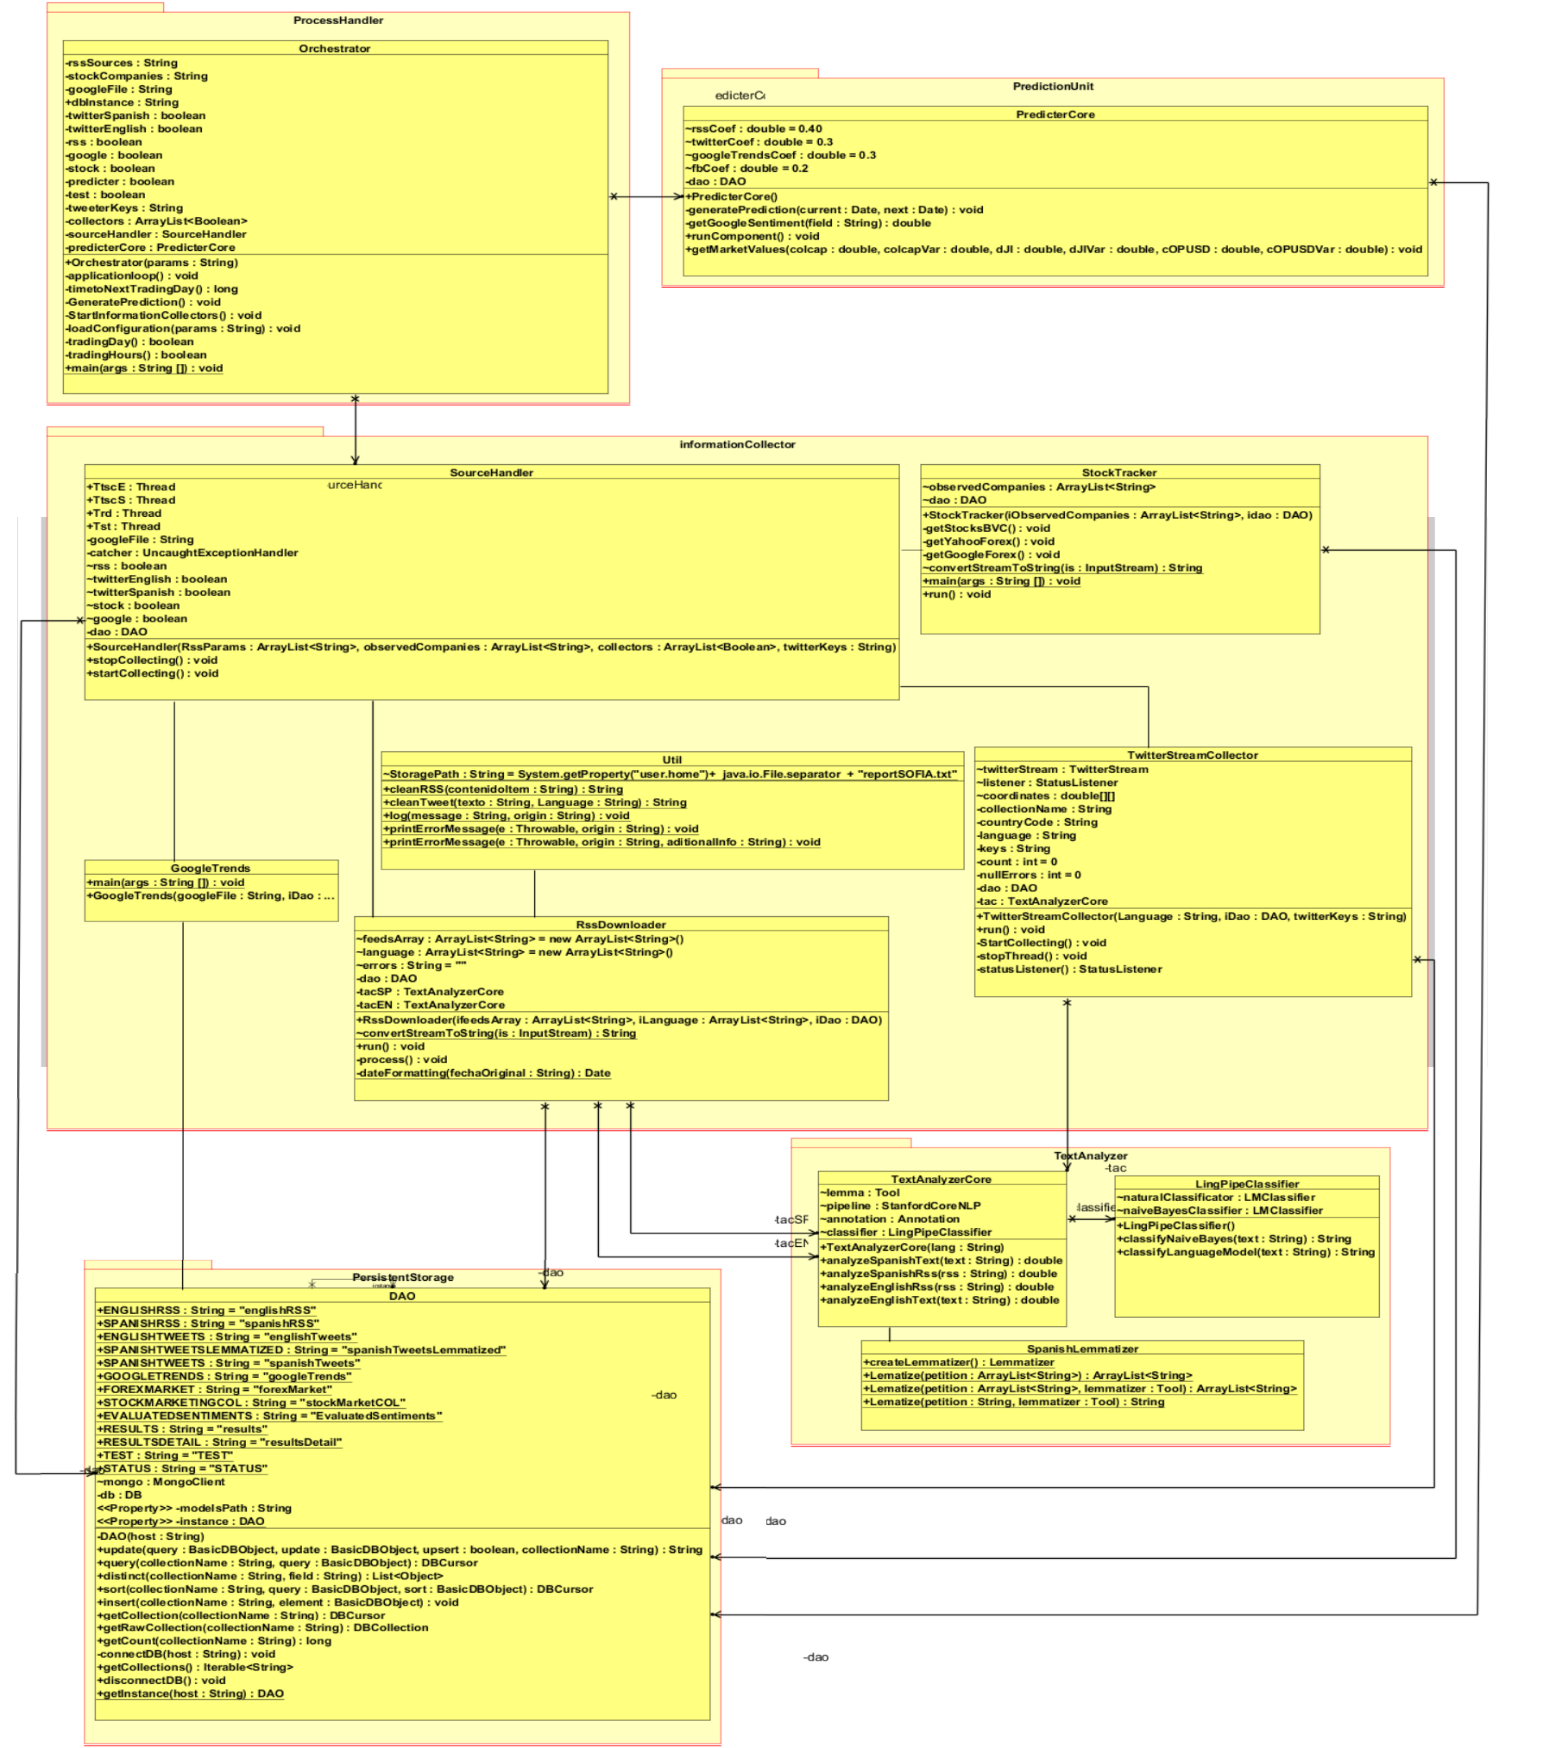 ProcessHandler
Orchestrator
-rssSources : String
-stockCompanies : String
-googleFile : String
+dbInstance : String
-twitterSpanish : boolean
-twitterEnglish : boolean
-rss : boolean
-google : boolean
-stock : boolean
-predicter : boolean
-test : boolean
-tweeterKeys : String
-collectors : ArrayList<Boolean>
-sourceHandler : SourceHandler
-predicterCore : PredicterCore
+Orchestrator(params : String)
-applicationloop() : void
-timetoNextTradingDay() : long
-GeneratePrediction() : void
-StartInformationCollectors() : void
-loadConfiguration(params : String) : void
-tradingDay() : boolean
-tradingHours() : boolean
+main(args : String []) : void
PredictionUnit
edicterCo
PredicterCore
~rssCoef : double = 0.40
~twitterCoef : double = 0.3
~googleTrendsCoef : double = 0.3
~fbCoef : double = 0.2
-dao : DAO
+PredicterCore()
-generatePrediction(current : Date, next : Date) : void
-getGoogleSentiment(field : String) : double
+runComponent() : void
+getMarketValues(colcap : double, colcapVar : double, dJI : double, dJIVar : double, cOPUSD : double, cOPUSDVar : double) : void
informationCollector
SourceHandler
urceHand
+TtscE : Thread
+TtscS : Thread
+Trd : Thread
+Tst : Thread
-googleFile : String
-catcher : UncaughtExceptionHandler
~rss : boolean
~twitterEnglish : boolean
~twitterSpanish : boolean
~stock : boolean
~google : boolean
-dao : DAO
+SourceHandler(RssParams : ArrayList<String>, observedCompanies : ArrayList<String>, collectors : ArrayList<Boolean>, twitterKeys : String)
+stopCollecting() : void
+startCollecting() : void
StockTracker
~observedCompanies : ArrayList<String>
~dao : DAO
+StockTracker(iObservedCompanies : ArrayList<String>, idao : DAO)
-getStocksBVC() : void
-getYahooForex() : void
-getGoogleForex() : void
~convertStreamToString(is : InputStream) : String
+main(args : String []) : void
+run() : void
Util
~StoragePath : String = System.getProperty("user.home")+ java.io.File.separator + "reportSOFIA.txt"
+cleanRSS(contenidoItem : String) : String
+cleanTweet(texto : String, Language : String) : String
+log(message : String, origin : String) : void
+printErrorMessage(e : Throwable, origin : String) : void
+printErrorMessage(e : Throwable, origin : String, aditionalInfo : String) : void
TwitterStreamCollector
~twitterStream : TwitterStream
~listener : StatusListener
~coordinates : double[][]
-collectionName : String
-countryCode : String
-language : String
-keys : String
-count : int = 0
-nullErrors : int = 0
-dao : DAO
-tac : TextAnalyzerCore
+TwitterStreamCollector(Language : String, iDao : DAO, twitterKeys : String)
+run() : void
-StartCollecting() : void
-stopThread() : void
-statusListener() : StatusListener
GoogleTrends
+main(args : String []) : void
+GoogleTrends(googleFile : String, iDao : ...
RssDownloader
~feedsArray : ArrayList<String> = new ArrayList<String>()
~language : ArrayList<String> = new ArrayList<String>()
~errors : String = ""
-dao : DAO
-tacSP : TextAnalyzerCore
-tacEN : TextAnalyzerCore
+RssDownloader(ifeedsArray : ArrayList<String>, iLanguage : ArrayList<String>, iDao : DAO)
~convertStreamToString(is : InputStream) : String
+run() : void
-process() : void
-dateFormatting(fechaOriginal : String) : Date
TextAnalyzer
-tac
TextAnalyzerCore
~lemma : Tool
~pipeline : StanfordCoreNLP
~annotation : Annotation
~classifier : LingPipeClassifier
+TextAnalyzerCore(lang : String)
+analyzeSpanishText(text : String) : double
+analyzeSpanishRss(rss : String) : double
+analyzeEnglishRss(rss : String) : double
+analyzeEnglishText(text : String) : double
-tacSP
-tacEN
lassifie
LingPipeClassifier
~naturalClassificator : LMClassifier
~naiveBayesClassifier : LMClassifier
+LingPipeClassifier()
+classifyNaiveBayes(text : String) : String
+classifyLanguageModel(text : String) : String
SpanishLemmatizer
+createLemmatizer() : Lemmatizer
+Lematize(petition : ArrayList<String>) : ArrayList<String>
+Lematize(petition : ArrayList<String>, lemmatizer : Tool) : ArrayList<String>
+Lematize(petition : String, lemmatizer : Tool) : String
PersistentStorage
-dao
DAO
+ENGLISHRSS : String = "englishRSS"
+SPANISHRSS : String = "spanishRSS"
+ENGLISHTWEETS : String = "englishTweets"
+SPANISHTWEETSLEMMATIZED : String = "spanishTweetsLemmatized"
+SPANISHTWEETS : String = "spanishTweets"
+GOOGLETRENDS : String = "googleTrends"
+FOREXMARKET : String = "forexMarket"
+STOCKMARKETINGCOL : String = "stockMarketCOL"
+EVALUATEDSENTIMENTS : String = "EvaluatedSentiments"
+RESULTS : String = "results"
+RESULTSDETAIL : String = "resultsDetail"
+TEST : String = "TEST"
+STATUS : String = "STATUS"
~mongo : MongoClient
-db : DB
<<Property>> -modelsPath : String
<<Property>> -instance : DAO
-DAO(host : String)
+update(query : BasicDBObject, update : BasicDBObject, upsert : boolean, collectionName : String) : String
+query(collectionName : String, query : BasicDBObject) : DBCursor
+distinct(collectionName : String, field : String) : List<Object>
+sort(collectionName : String, query : BasicDBObject, sort : BasicDBObject) : DBCursor
+insert(collectionName : String, element : BasicDBObject) : void
+getCollection(collectionName : String) : DBCursor
+getRawCollection(collectionName : String) : DBCollection
+getCount(collectionName : String) : long
-connectDB(host : String) : void
+getCollections() : Iterable<String>
+disconnectDB() : void
+getInstance(host : String) : DAO
-dao
-dao
dao
dao
-dao